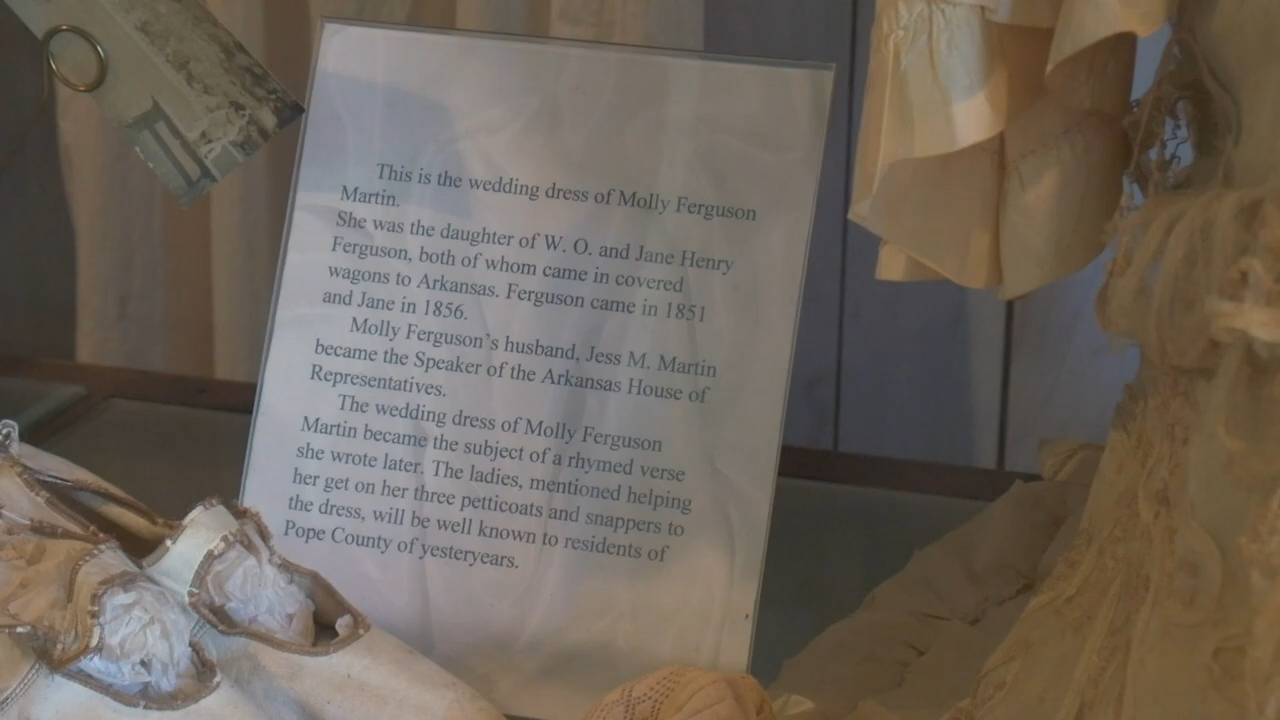 This is the wedding dress of Molly Ferguson
Martin.
She was the daughter of W. O. and Jane Henry
Ferguson, both of whom came in covered
wagons to Arkansas. Ferguson came in 1851
and Jane in 1856.
Molly Ferguson's husband, Jess M. Martin
became the Speaker of the Arkansas House of
Representatives.
The wedding dress of Molly Ferguson
Martin became the subject of a rhymed verse
she wrote later. The ladies, mentioned helping
her get on her three petticoats and snappers to
the dress, will be well known to residents of
Pope County of yesteryears.